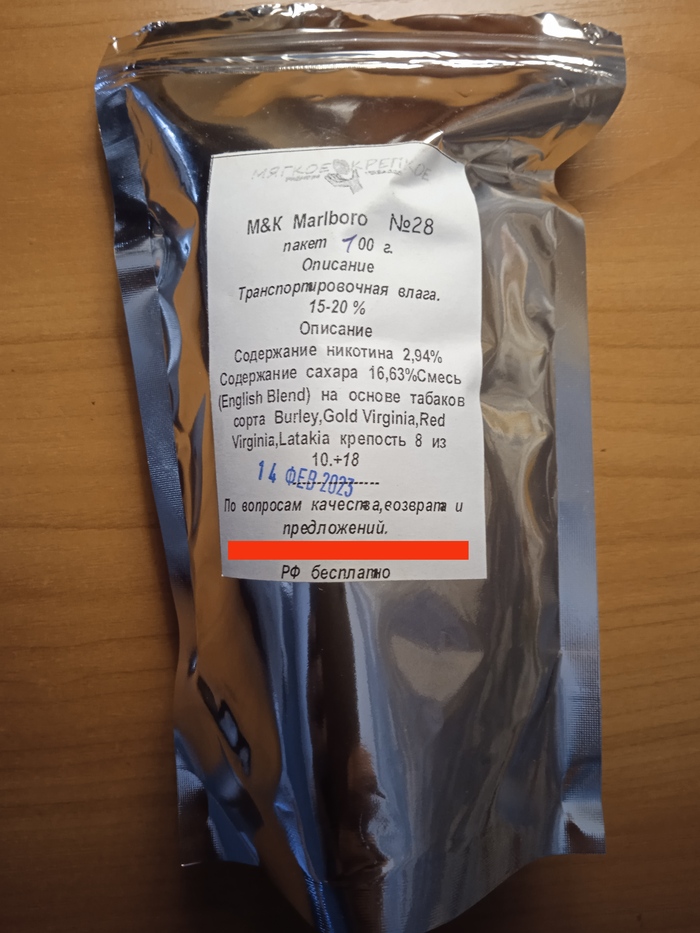 МЯГКОЕ КРЕПКОЕ
M&K Marlboro №28
пакет 100 г.
Описание
Транспортировочная влага.
15-20 %
Описание
Содержание никотина 2,94%
Содержание сахара 16,63%Смесь
(English Blend) на основе табаков
сорта Burley,Gold Virginia,Red
Virginia,Latakia крепость 8 из
10.+18
14 ФЕВ 2023
По вопросам качества,возврата и
предложений.
РФ бесплатно